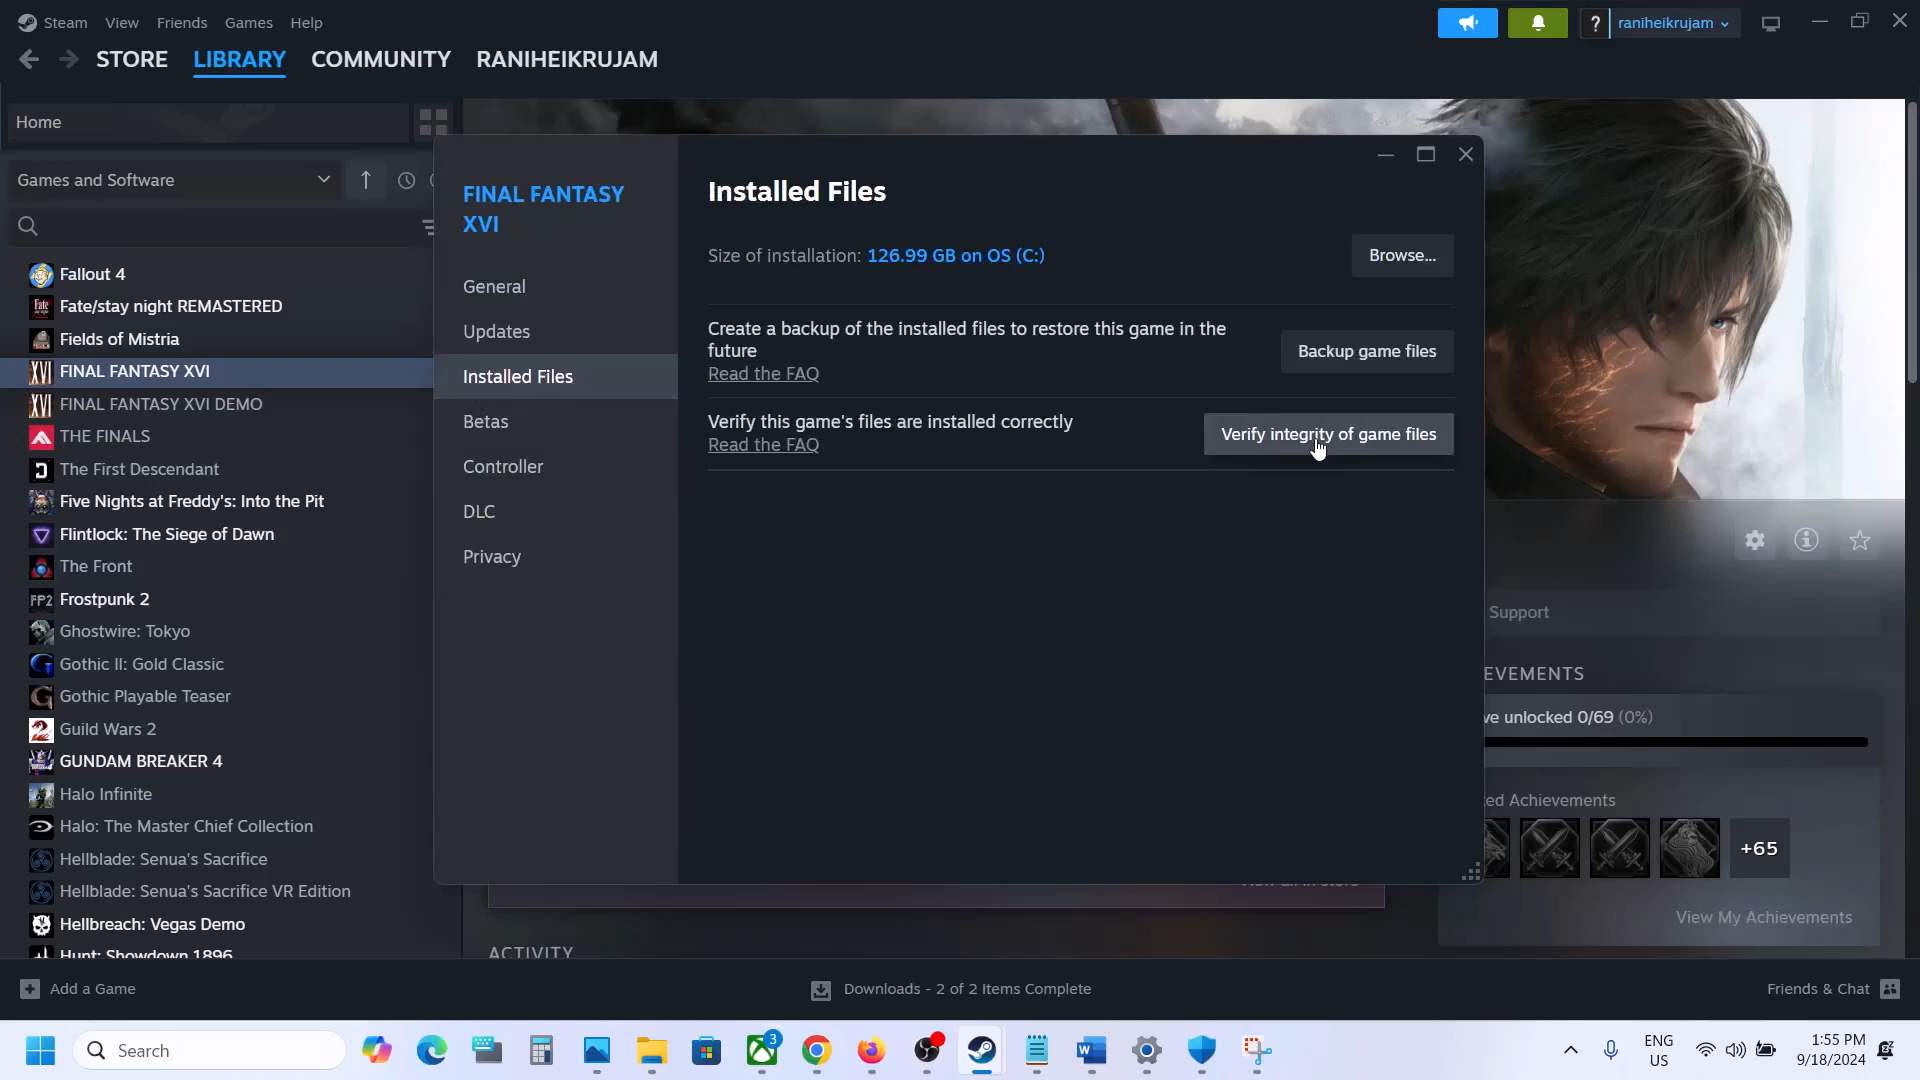 Steam View Friends Games Help
? raniheikrujam
STORE LIBRARY COMMUNITY RANIHEIKRUJAM
Home
Games and Software
Fallout 4
Fate/stay night REMASTERED
Fields of Mistria
FINAL FANTASY XVI
FINAL FANTASY XVI DEMO
THE FINALS
The First Descendant
Five Nights at Freddy's: Into the Pit
Flintlock: The Siege of Dawn
The Front
FP2 Frostpunk 2
Ghostwire: Tokyo
Gothic II: Gold Classic
Gothic Playable Teaser
Guild Wars 2
GUNDAM BREAKER 4
Halo Infinite
Halo: The Master Chief Collection
Hellblade: Senua's Sacrifice
Hellblade: Senua's Sacrifice VR Edition
Hellbreach: Vegas Demo
Hunt: Showdown 1896
FINAL FANTASY
XVI
General
Updates
Installed Files
Betas
Controller
DLC
Privacy
Installed Files
Size of installation: 126.99 GB on OS (C:)
Browse...
Create a backup of the installed files to restore this game in the
future
Read the FAQ
Backup game files
Verify this game's files are installed correctly
Read the FAQ
Verify integrity of game files
Support
EVEMENTS
ve unlocked 0/69 (0%)
ed Achievements
+65
View My Achievements
ACTIVITY
Add a Game
Downloads - 2 of 2 Items Complete
Friends & Chat
Search
3
ENG
US
1:55 PM
9/18/2024